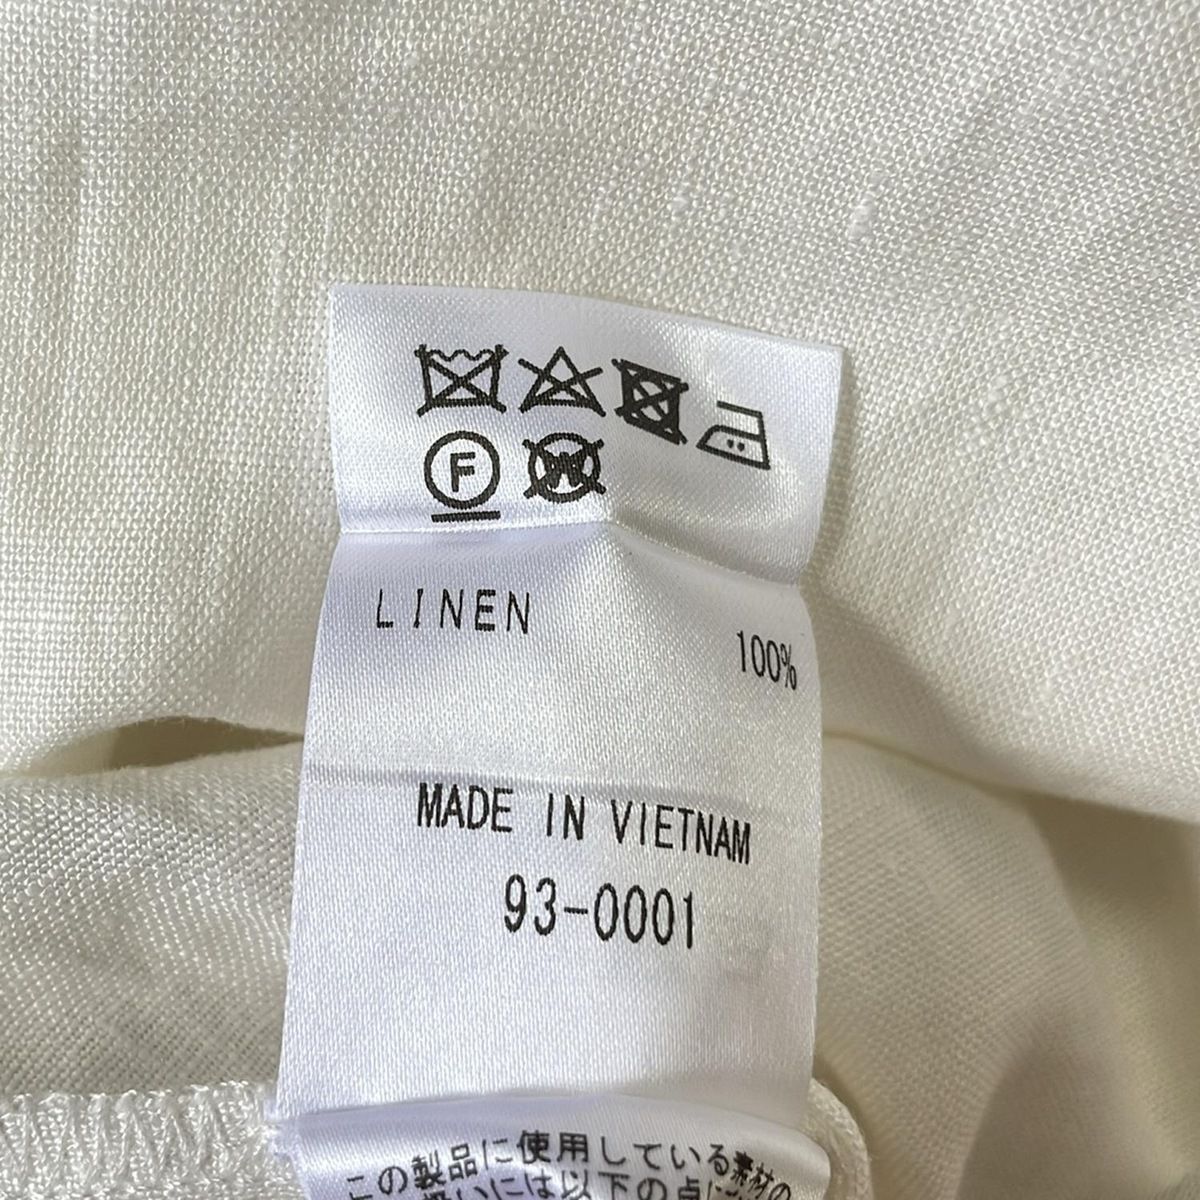 F W
LINEN 100%
MADE IN VIETNAM
93-0001
この製品に使用している素材の
扱いには以下の点に